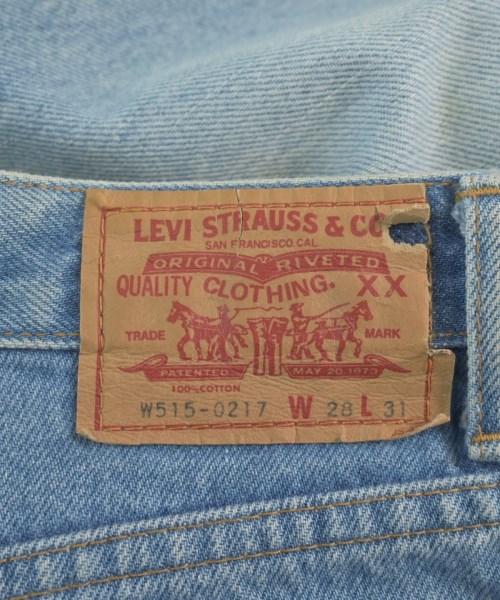 LEVI STRAUSS & CO
SAN FRANCISCO, CAL.
ORIGINAL RIVETED
QUALITY CLOTHING. XX
TRADE MARK
PATENTED MAY 20, 1873
100% COTTON
W515-0217 W 28 L 31